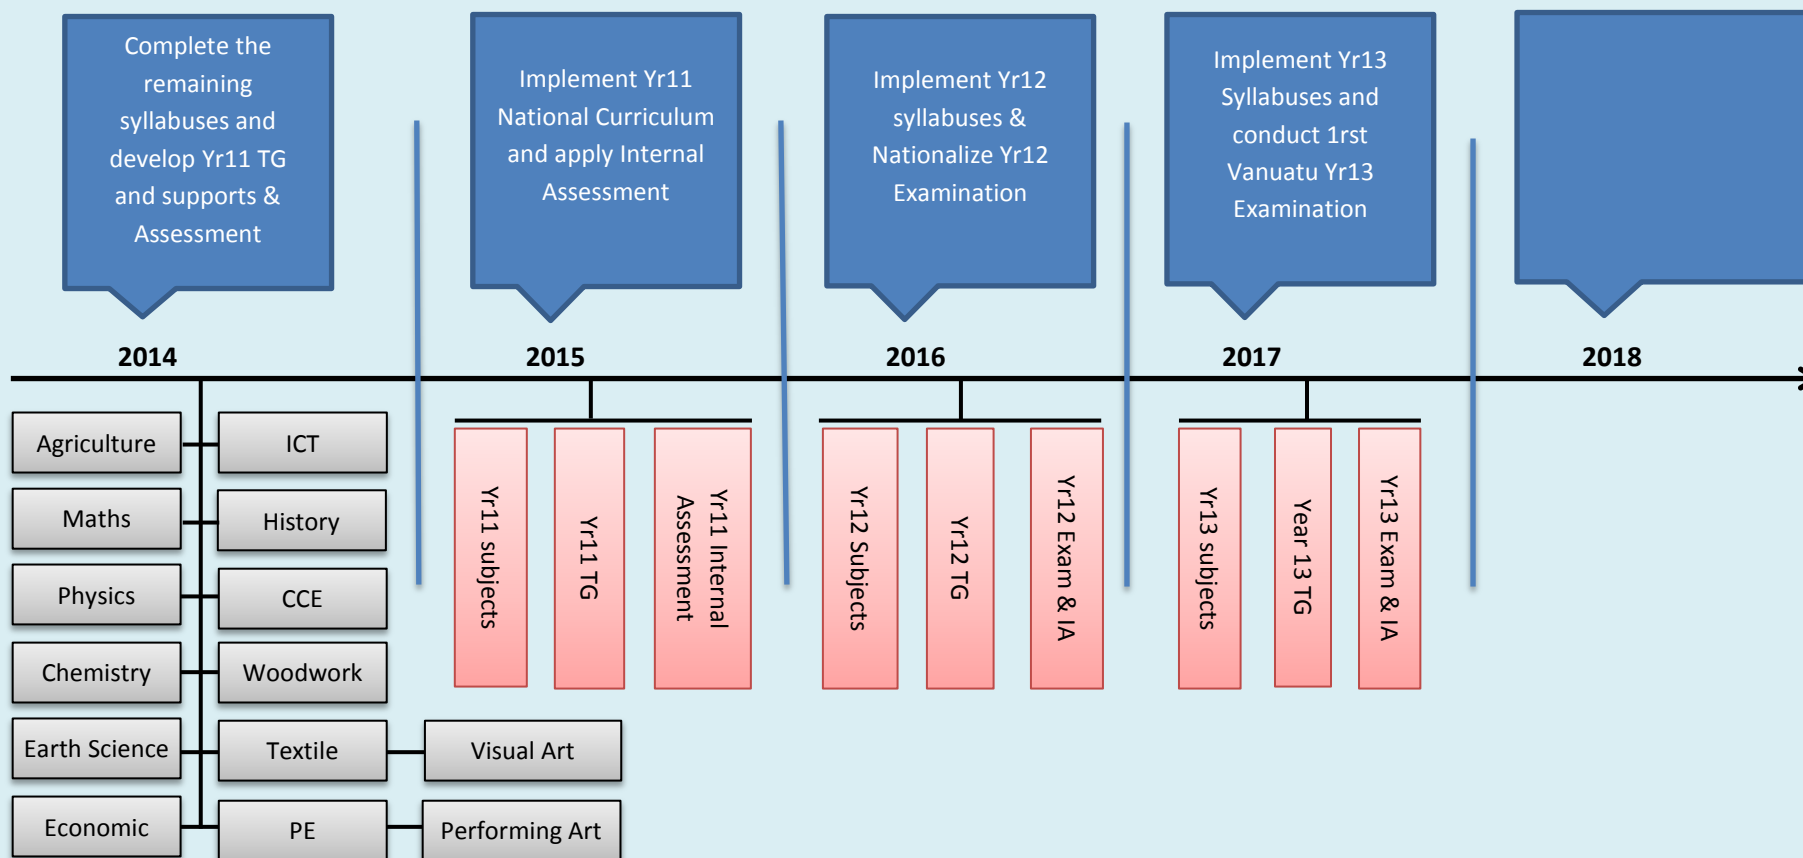 Complete the
remaining
syllabuses and
develop Yr11 TG
and supports &
Assessment
Implement Yr11
National Curriculum
and apply Internal
Assessment
Implement Yr12
syllabuses &
Nationalize Yr12
Examination
Implement Yr13
Syllabuses and
conduct 1rst
Vanuatu Yr13
Examination
2014
2015
2016
2017
2018
Agriculture
ICT
Maths
History
Physics
CCE
Chemistry
Woodwork
Earth Science
Textile
Visual Art
Economic
PE
Performing Art
Yr11 subjects
Yr11 TG
Yr11 Internal
Assessment
Yr12 Subjects
Yr12 TG
Yr12 Exam & IA
Yr13 subjects
Year 13 TG
Yr13 Exam & IA